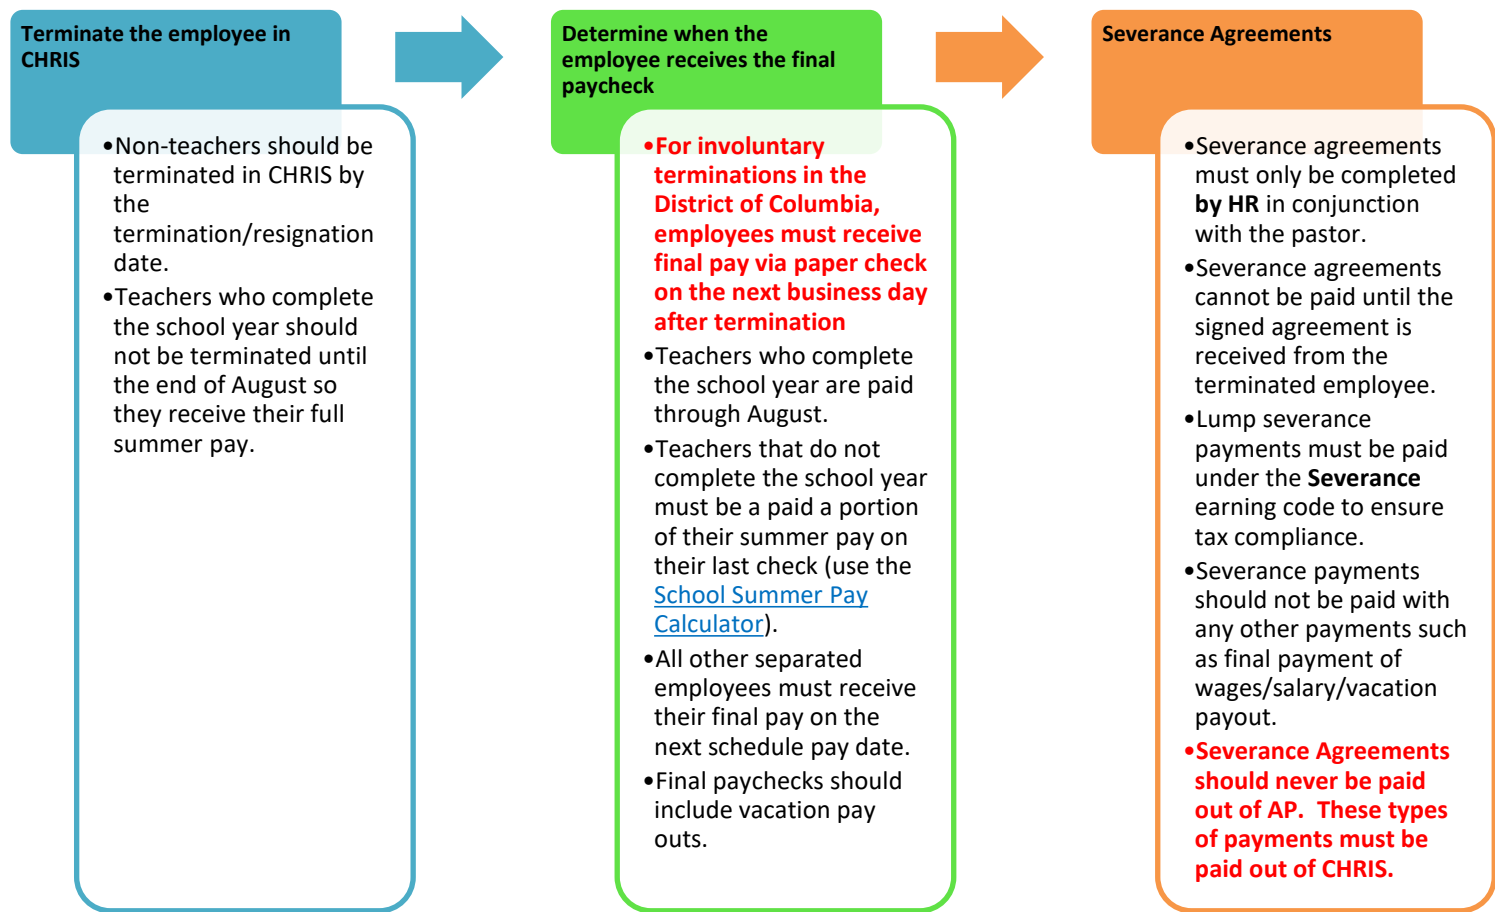 Terminate the employee in
CHRIS
•Non-teachers should be
terminated in CHRIS by
the
termination/resignation
date.
•Teachers who complete
the school year should
not be terminated until
the end of August so
they receive their full
summer pay.
Determine when the
employee receives the final
paycheck
•For involuntary
terminations in the
District of Columbia,
employees must receive
final pay via paper check
on the next business day
after termination
•Teachers who complete
the school year are paid
through August.
•Teachers that do not
complete the school year
must be a paid a portion
of their summer pay on
their last check (use the
School Summer Pay
Calculator).
•All other separated
employees must receive
their final pay on the
next schedule pay date.
•Final paychecks should
include vacation pay
outs.
Severance Agreements
•Severance agreements
must only be completed
by HR in conjunction
with the pastor.
•Severance agreements
cannot be paid until the
signed agreement is
received from the
terminated employee.
•Lump severance
payments must be paid
under the Severance
earning code to ensure
tax compliance.
•Severance payments
should not be paid with
any other payments such
as final payment of
wages/salary/vacation
payout.
•Severance Agreements
should never be paid
out of AP.  These types
of payments must be
paid out of CHRIS.